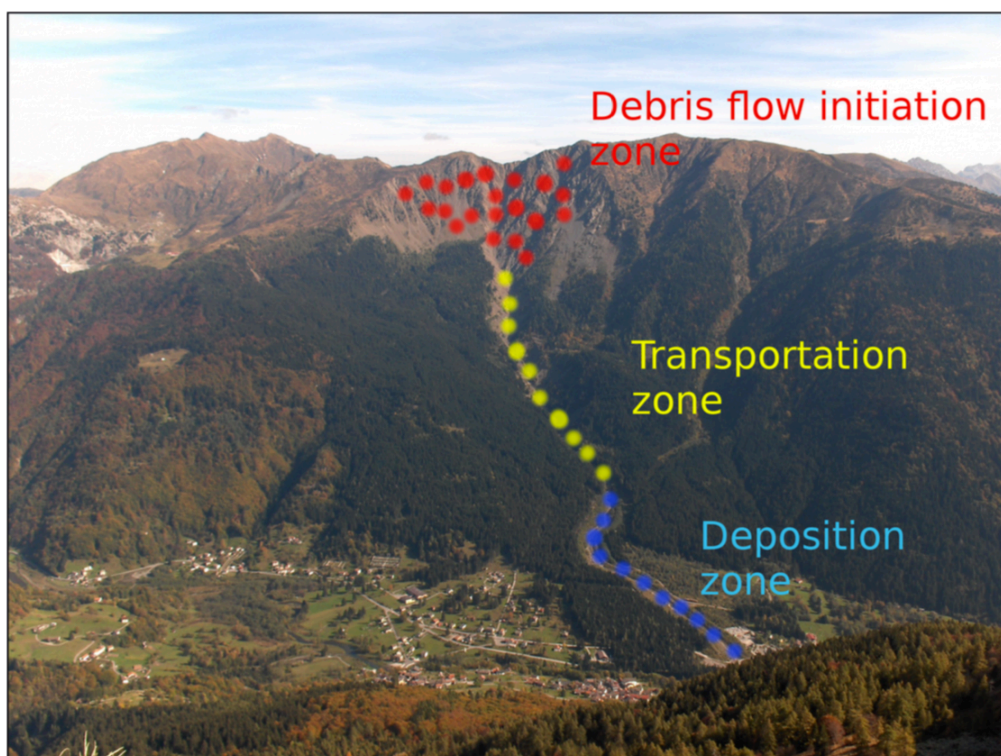 Debris flow initiation
zone
Transportation
zone
Deposition
zone